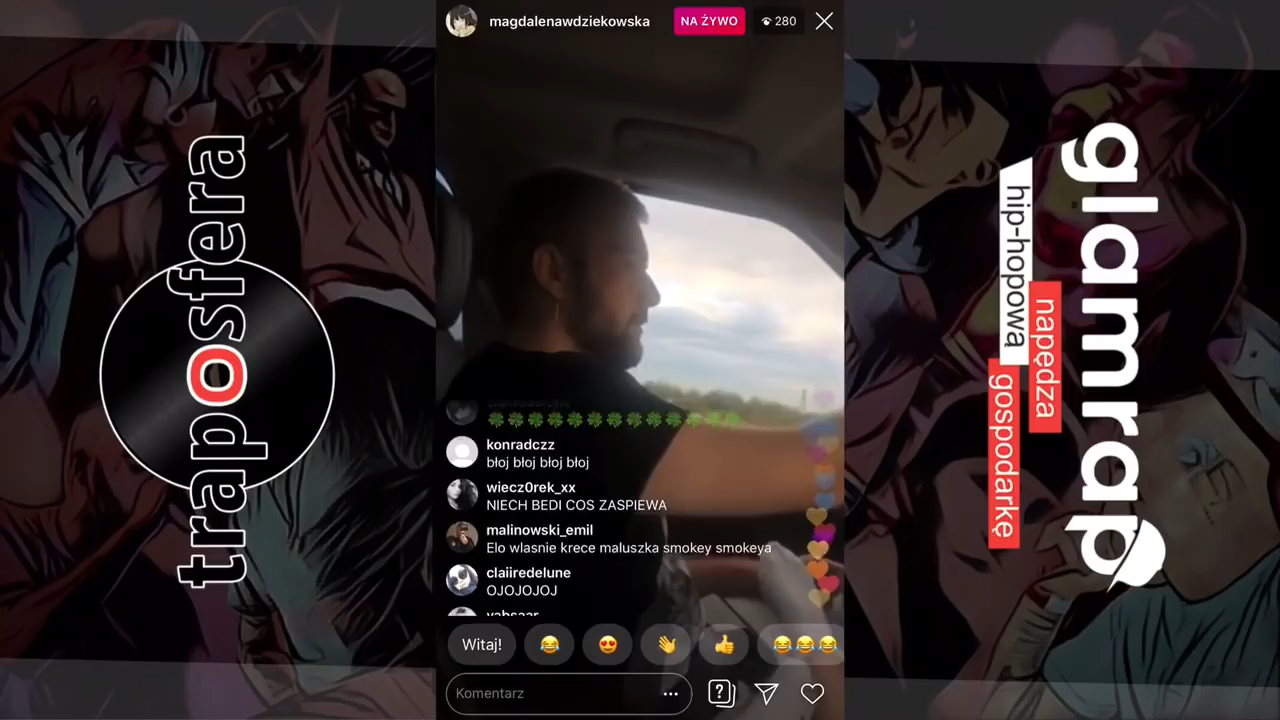 traposfera
magdalenawdziekowska
NA ŻYWO
280
🍀🍀🍀🍀🍀🍀🍀🍀🍀🍀🍀🍀🍀
konradczz
błoj błoj błoj błoj
wiecz0rek_xx
NIECH BEDI COS ZASPIEWA
malinowski_emil
Elo wlasnie krece maluszka smokey smokeya
claiiredelune
OJOJOJOJ
Witaj!
Komentarz
glamrap
napędza
hip-hopową
gospodarkę